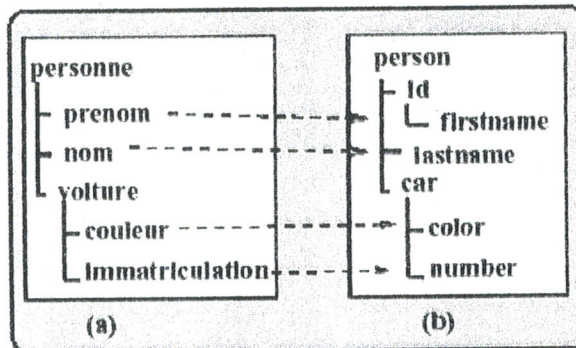 personne
prenom
nom
voiture
couleur
immatriculation
(a)
person
id
firstname
lastname
car
color
number
(b)